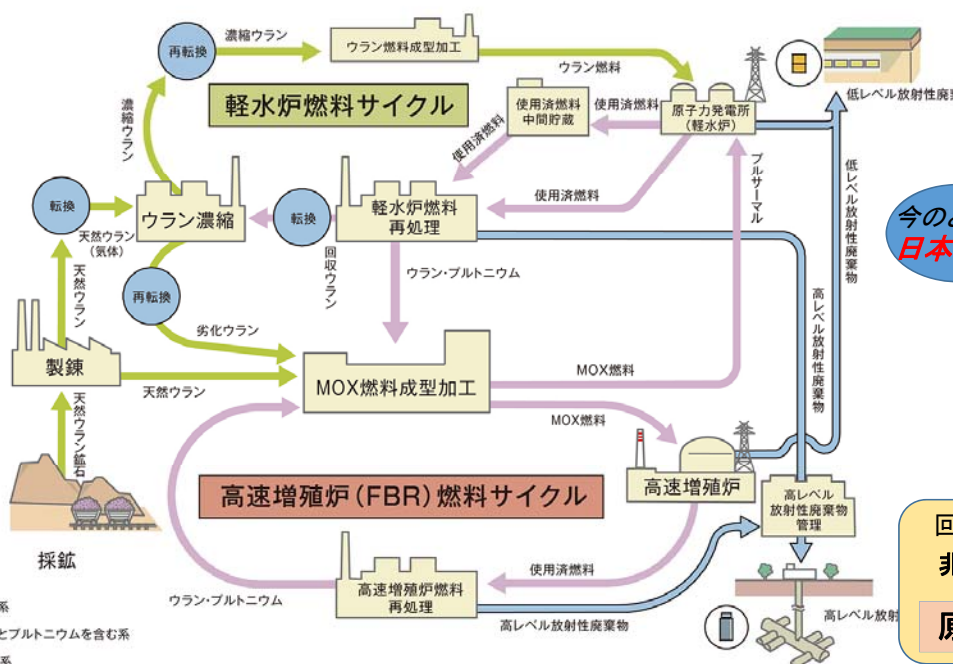 濃縮ウラン
再転換
ウラン燃料成型加工
ウラン燃料
軽水炉燃料サイクル
使用済燃料
中間貯蔵
使用済燃料
原子力発電所
(軽水炉)
低レベル放射性廃
濃縮ウラン
使用済燃料
プルサーマル
低レベル放射性廃棄物
転換
ウラン濃縮
転換
軽水炉燃料
再処理
使用済燃料
今の
日本
天然ウラン
(気体)
天然ウラン
回収ウラン
ウラン・プルトニウム
高レベル放射性廃棄物
再転換
劣化ウラン
製錬
天然ウラン
MOX燃料成型加工
MOX燃料
MOX燃料
天然ウラン鉱石
高速増殖炉(FBR)燃料サイクル
高速増殖炉
高レベル
放射性廃棄物
管理
採鉱
使用済燃料
高速増殖炉燃料
再処理
ウラン・プルトニウム
高レベル放射性廃棄物
高レベル放射
回
非
系
とプルトニウムを含む系
系